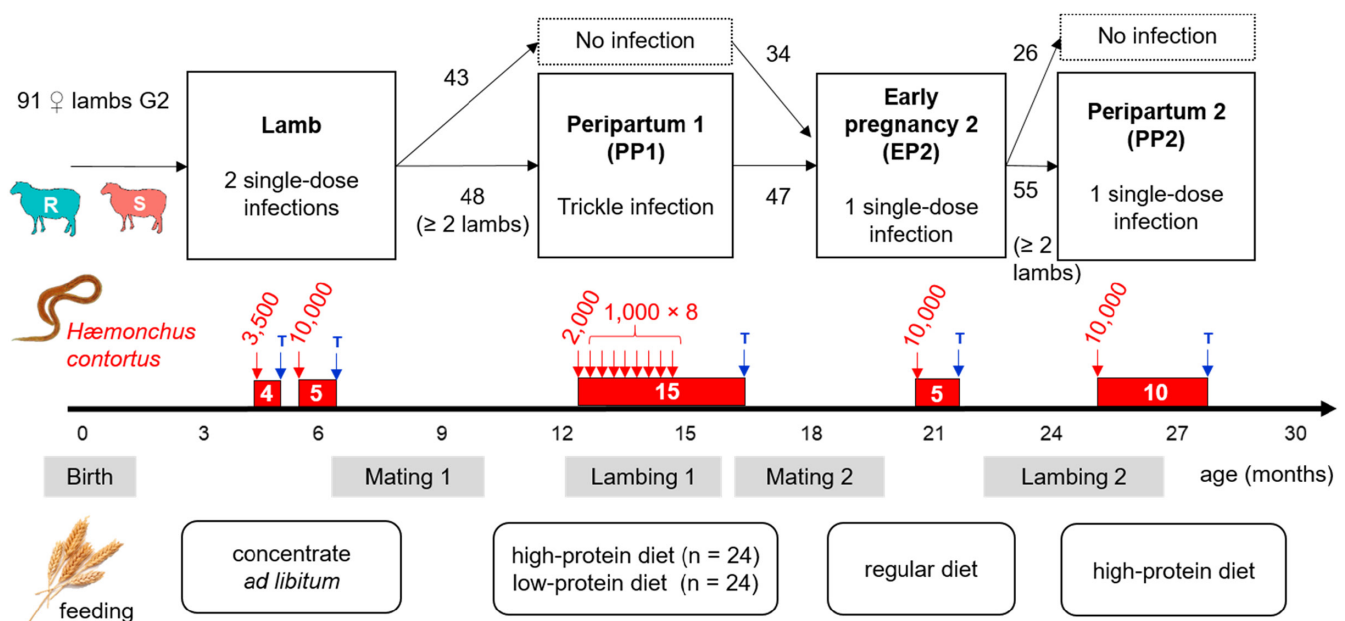 91 ♀ lambs G2
R
S
Lamb
2 single-dose
infections
43
48
(≥ 2 lambs)
No infection
Peripartum 1
(PP1)
Trickle infection
34
47
Early
pregnancy 2
(EP2)
1 single-dose
infection
26
55
(≥ 2
lambs)
No infection
Peripartum 2
(PP2)
1 single-dose
infection
Hæmonchus
contortus
3,500
T
10,000
T
2,000
1,000 × 8
T
10,000
T
10,000
T
4
5
15
5
10
0 3 6 9 12 15 18 21 24 27 30
Birth
Mating 1
Lambing 1
Mating 2
Lambing 2
age (months)
feeding
concentrate
ad libitum
high-protein diet (n = 24)
low-protein diet (n = 24)
regular diet
high-protein diet